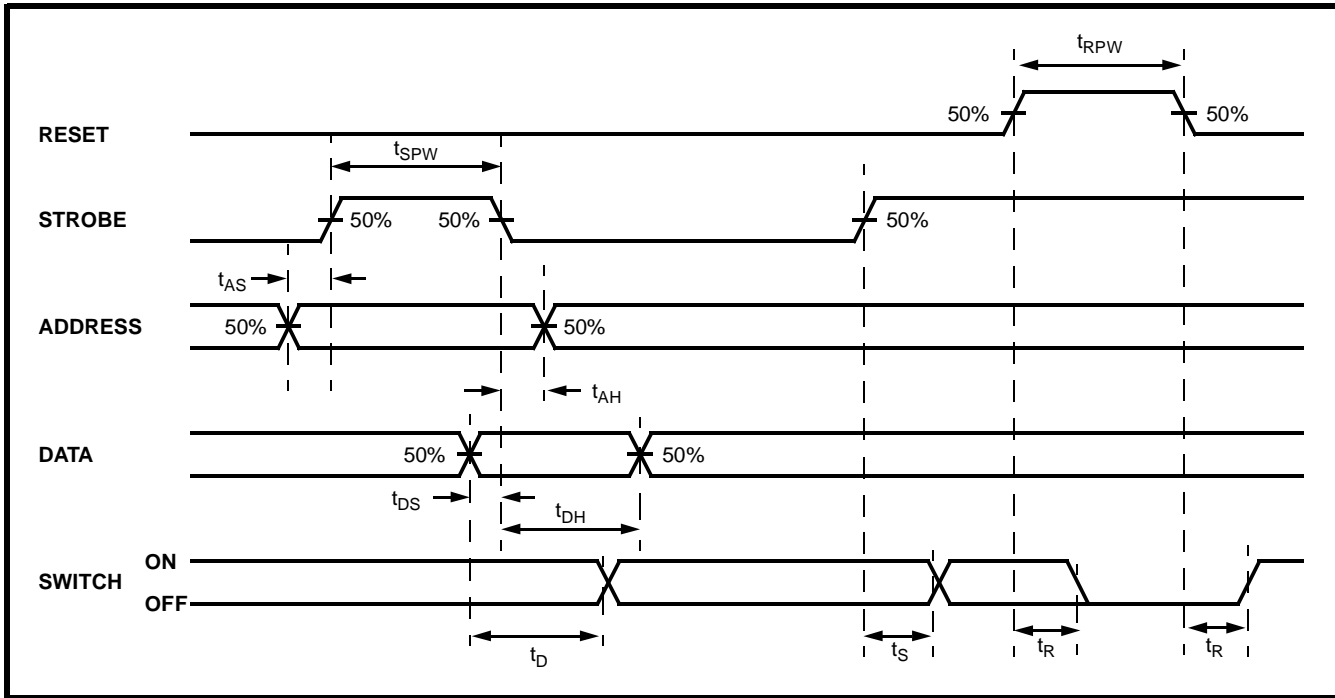 tRPW
50% 50%
RESET
tSPW
STROBE 50% 50% 50%
tAS
ADDRESS 50% 50%
tAH
DATA 50% 50%
tDS
tDH
ON
SWITCH
OFF
tD tS tR tR